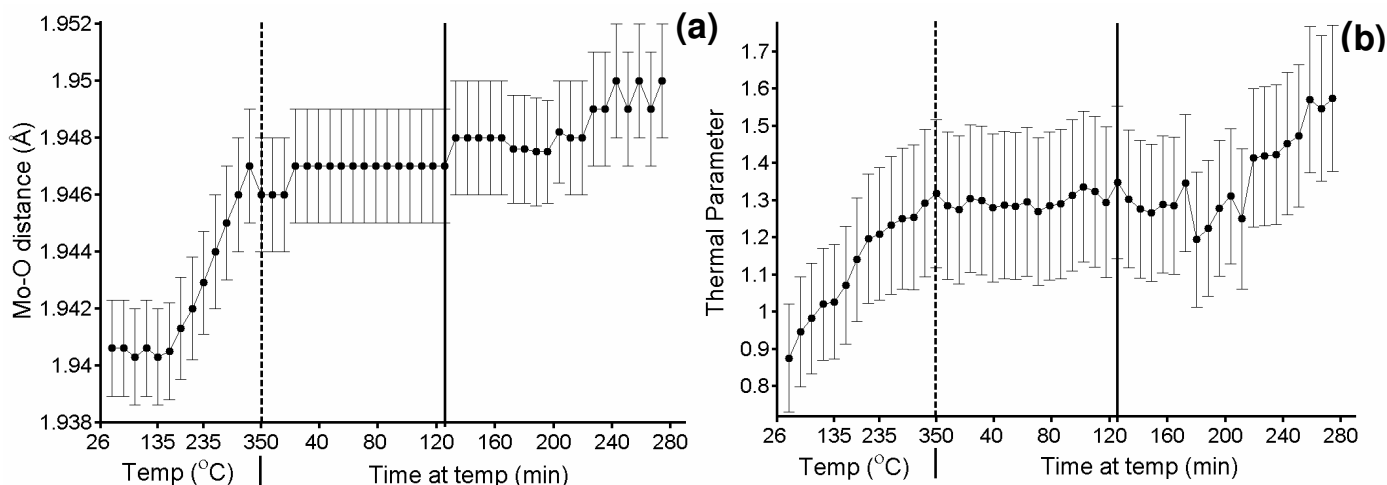 (a)
Mo-O distance (Å)
1.952
1.95
1.948
1.946
1.944
1.942
1.94
1.938
26 135 235 350 40 80 120 160 200 240 280
Temp (°C) Time at temp (min)
(b)
Thermal Parameter
1.7
1.6
1.5
1.4
1.3
1.2
1.1
1
0.9
0.8
26 135 235 350 40 80 120 160 200 240 280
Temp (°C) Time at temp (min)